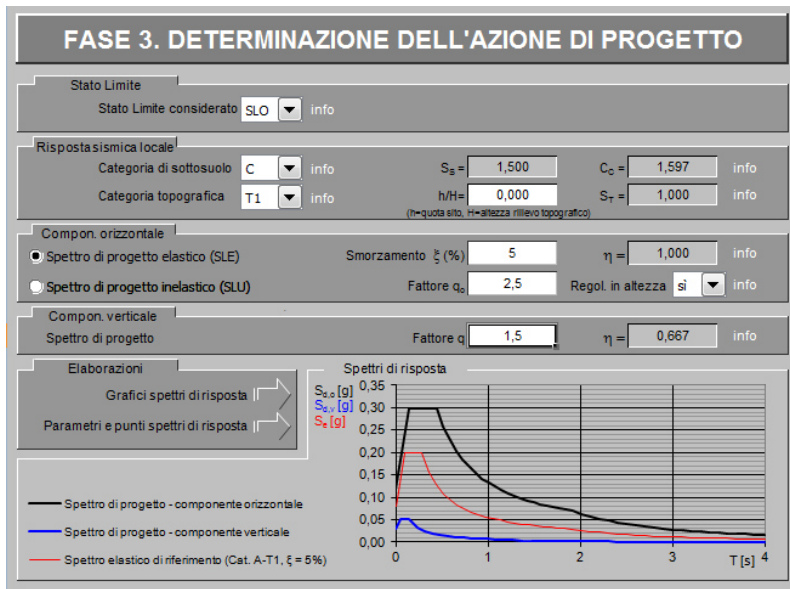 FASE 3. DETERMINAZIONE DELL'AZIONE DI PROGETTO
Stato Limite
Stato Limite considerato SLO info
Risposta sismica locale
Categoria di sottosuolo C info SS = 1,500 CC = 1,597 info
Categoria topografica T1 info h/H= 0,000 ST = 1,000 info
(h=quota sito, H=altezza rilievo topografico)
Compon. orizzontale
Spettro di progetto elastico (SLE) Smorzamento ξ (%) 5 η = 1,000 info
Spettro di progetto inelastico (SLU) Fattore qo 2,5 Regol. in altezza sì info
Compon. verticale
Spettro di progetto Fattore q 1,5 η = 0,667 info
Elaborazioni
Grafici spettri di risposta
Parametri e punti spettri di risposta
Spettri di risposta
Sd,o [g]
Sd,v [g]
Se [g]
0,35
0,30
0,25
0,20
0,15
0,10
0,05
0,00
0 1 2 3 T [s] 4
Spettro di progetto - componente orizzontale
Spettro di progetto - componente verticale
Spettro elastico di riferimento (Cat. A-T1, ξ = 5%)